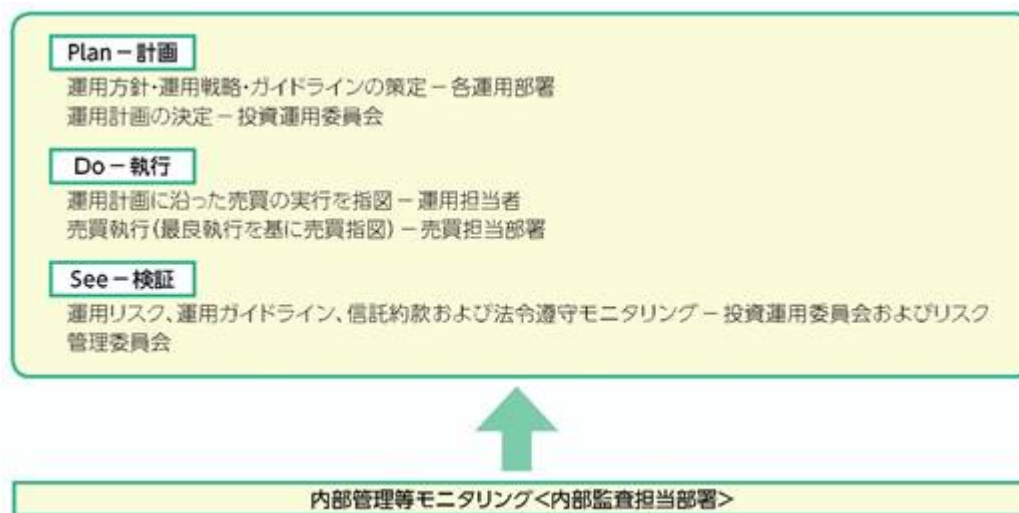 Plan－計画
運用方針・運用戦略・ガイドラインの策定－各運用部署
運用計画の決定－投資運用委員会
Do－執行
運用計画に沿った売買の実行を指図－運用担当者
売買執行(最良執行を基に売買指図)－売買担当部署
See－検証
運用リスク、運用ガイドライン、信託約款および法令遵守モニタリング－投資運用委員会およびリスク
管理委員会
内部管理等モニタリング<内部監査担当部署>